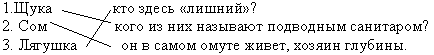 1.Щука кто здесь «лишний»?
2. Сом кого из них называют подводным санитаром?
3. Лягушка он в самом омуте живет, хозяин глубины.